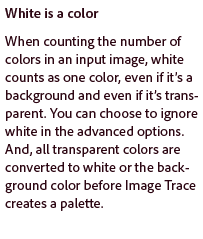 White is a color
When counting the number of
colors in an input image, white
counts as one color, even if it's a
background and even if it's trans-
parent. You can choose to ignore
white in the advanced options.
And, all transparent colors are
converted to white or the back-
ground color before Image Trace
creates a palette.